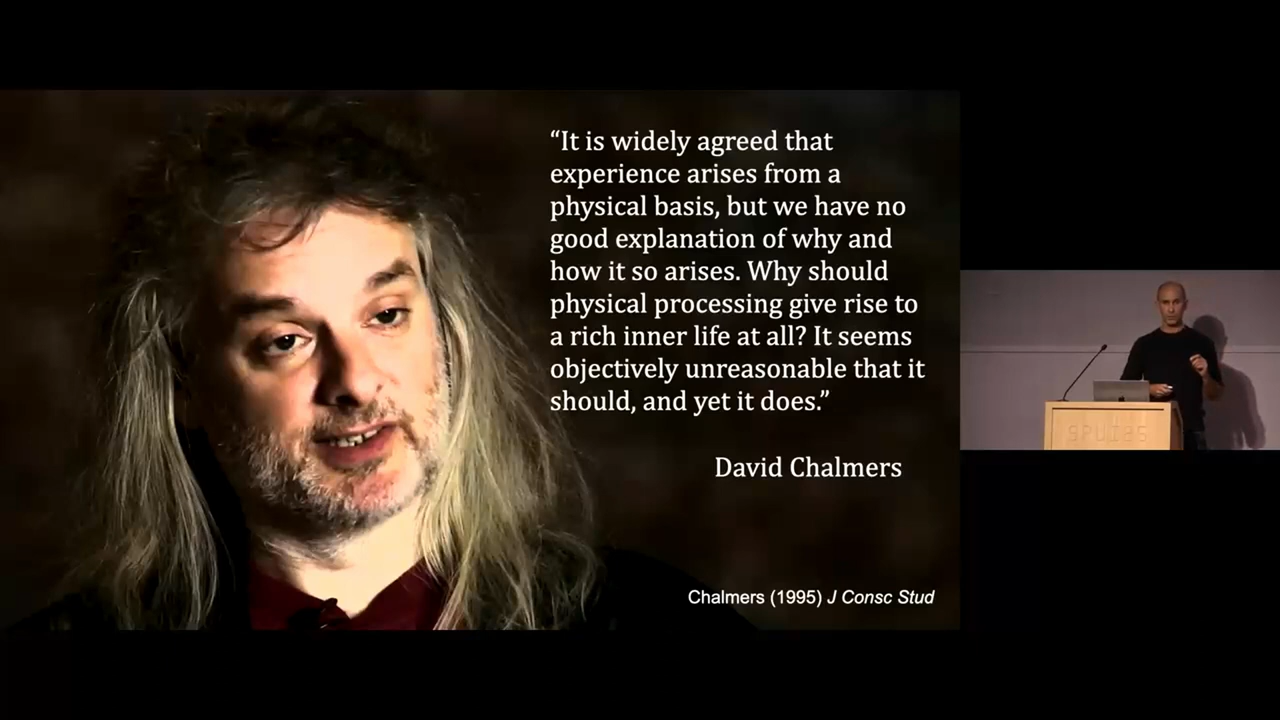 “It is widely agreed that
experience arises from a
physical basis, but we have no
good explanation of why and
how it so arises. Why should
physical processing give rise to
a rich inner life at all? It seems
objectively unreasonable that it
should, and yet it does.”
David Chalmers
Chalmers (1995) J Consc Stud
SPUI25